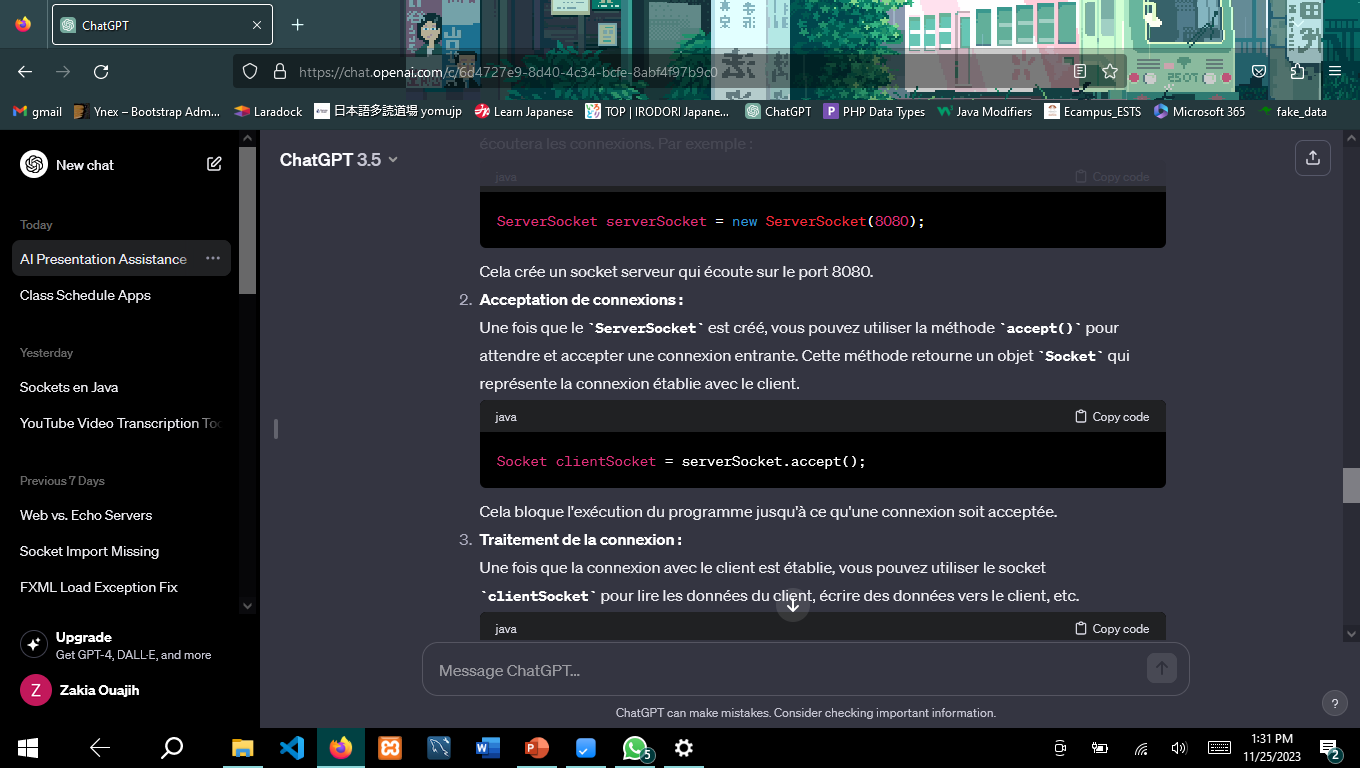 ChatGPT
https://chat.openai.com/c/6d4727e9-8d40-4c34-bcfe-8abf4f97b9c0
gmail
Ynex – Bootstrap Adm...
Laradock
日本語多読道場 yomujp
Learn Japanese
TOP | IRODORI Japane...
ChatGPT
PHP Data Types
Java Modifiers
Ecampus_ESTS
Microsoft 365
fake_data
New chat
Today
AI Presentation Assistance
Class Schedule Apps
Yesterday
Sockets en Java
YouTube Video Transcription To
Previous 7 Days
Web vs. Echo Servers
Socket Import Missing
FXML Load Exception Fix
Upgrade
Get GPT-4, DALL·E, and more
Z
Zakia Ouajih
ChatGPT 3.5
écoutera les connexions. Par exemple :
java
Copy code
ServerSocket serverSocket = new ServerSocket(8080);
Cela crée un socket serveur qui écoute sur le port 8080.
2. Acceptation de connexions :
Une fois que le `ServerSocket` est créé, vous pouvez utiliser la méthode `accept()` pour
attendre et accepter une connexion entrante. Cette méthode retourne un objet `Socket` qui
représente la connexion établie avec le client.
java
Copy code
Socket clientSocket = serverSocket.accept();
Cela bloque l'exécution du programme jusqu'à ce qu'une connexion soit acceptée.
3. Traitement de la connexion :
Une fois que la connexion avec le client est établie, vous pouvez utiliser le socket
`clientSocket` pour lire les données du client, écrire des données vers le client, etc.
java
Copy code
Message ChatGPT...
ChatGPT can make mistakes. Consider checking important information.
?
5
1:31 PM
11/25/2023
2